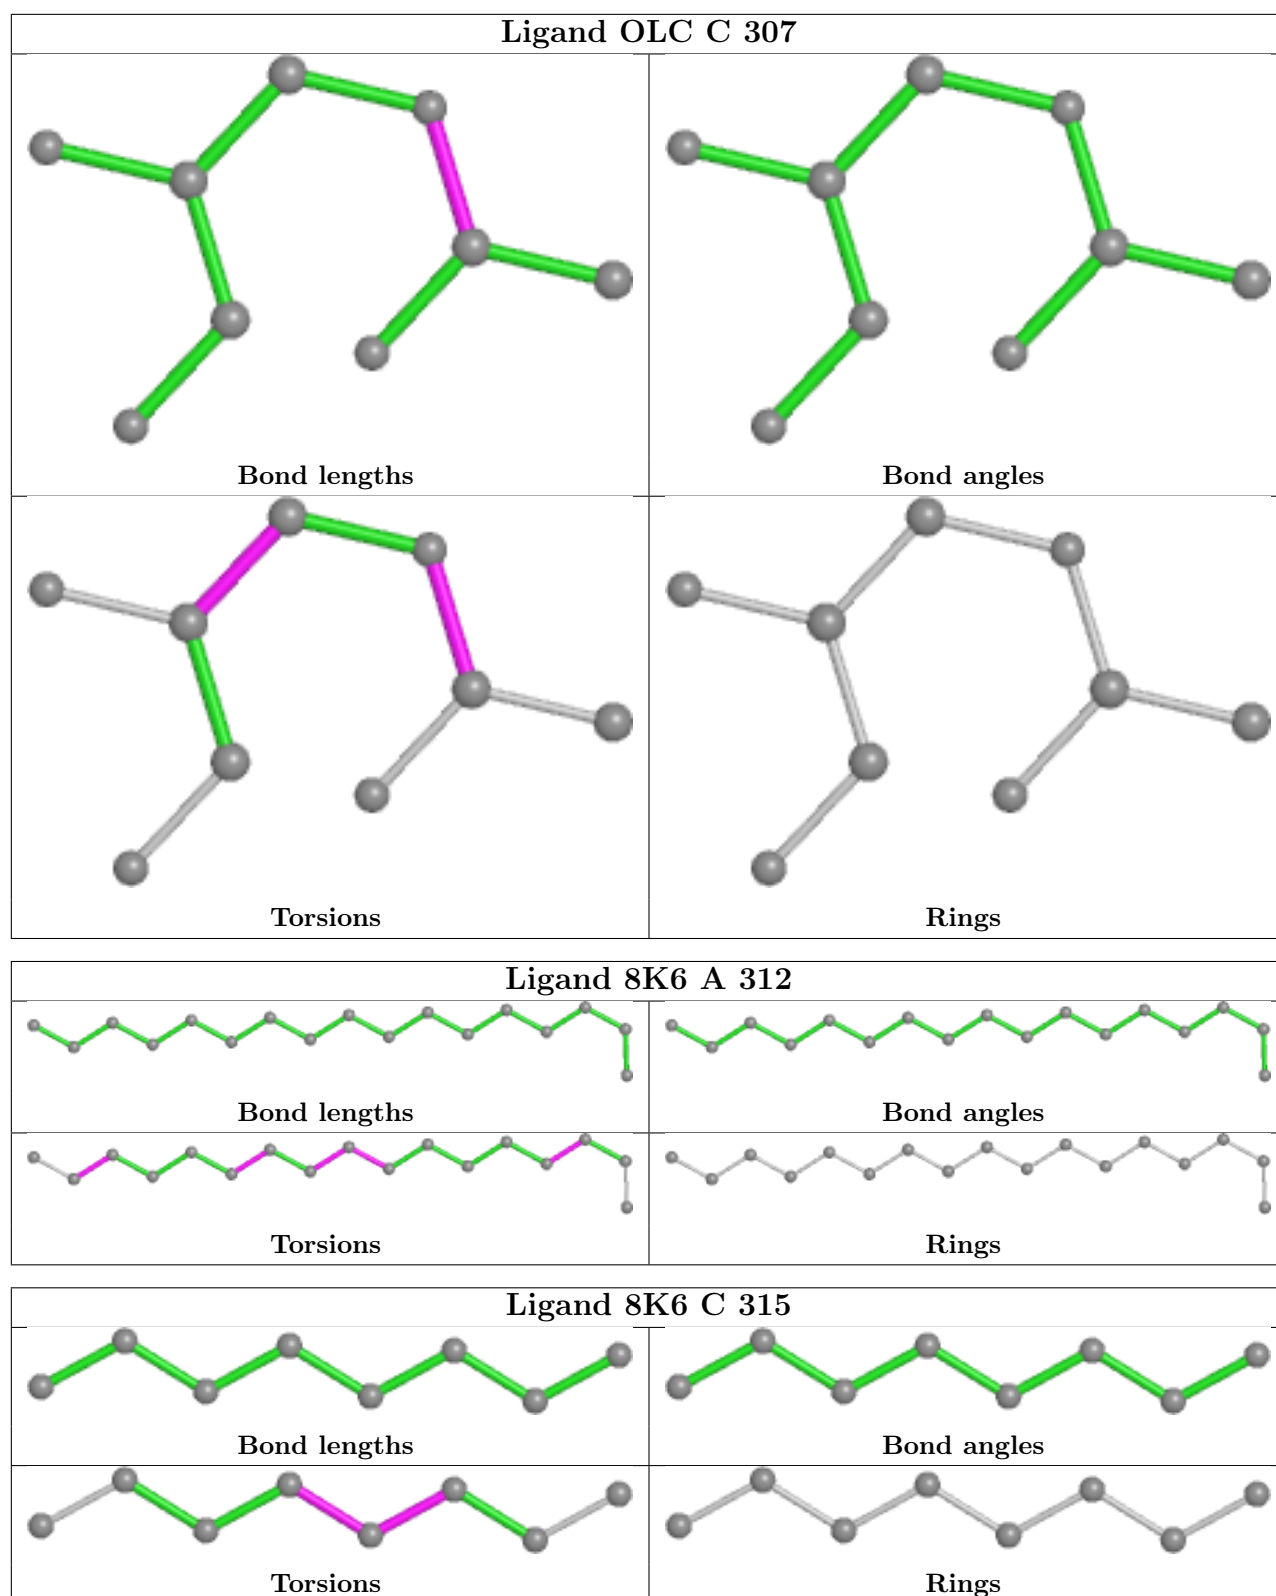 Ligand OLC C 307
Bond lengths
Bond angles
Torsions
Rings
Ligand 8K6 A 312
Bond lengths
Bond angles
Torsions
Rings
Ligand 8K6 C 315
Bond lengths
Bond angles
Torsions
Rings